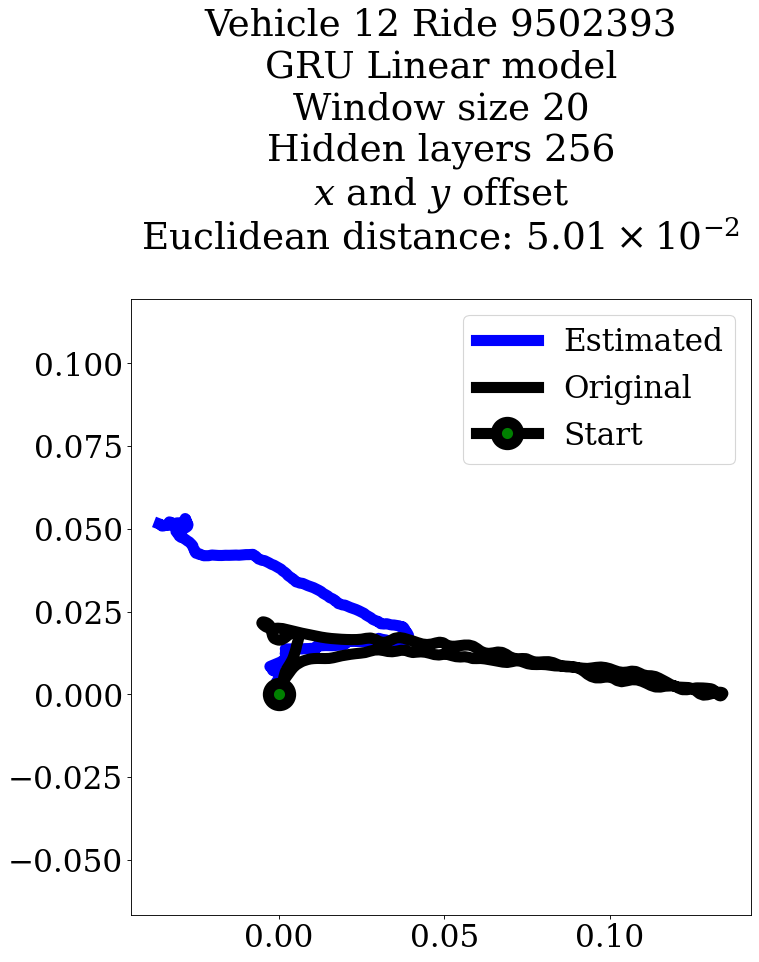 Vehicle 12 Ride 9502393
GRU Linear model
Window size 20
Hidden layers 256
x and y offset
Euclidean distance: 5.01 × 10⁻²
Estimated
Original
Start
0.100
0.075
0.050
0.025
0.000
−0.025
−0.050
0.00 0.05 0.10